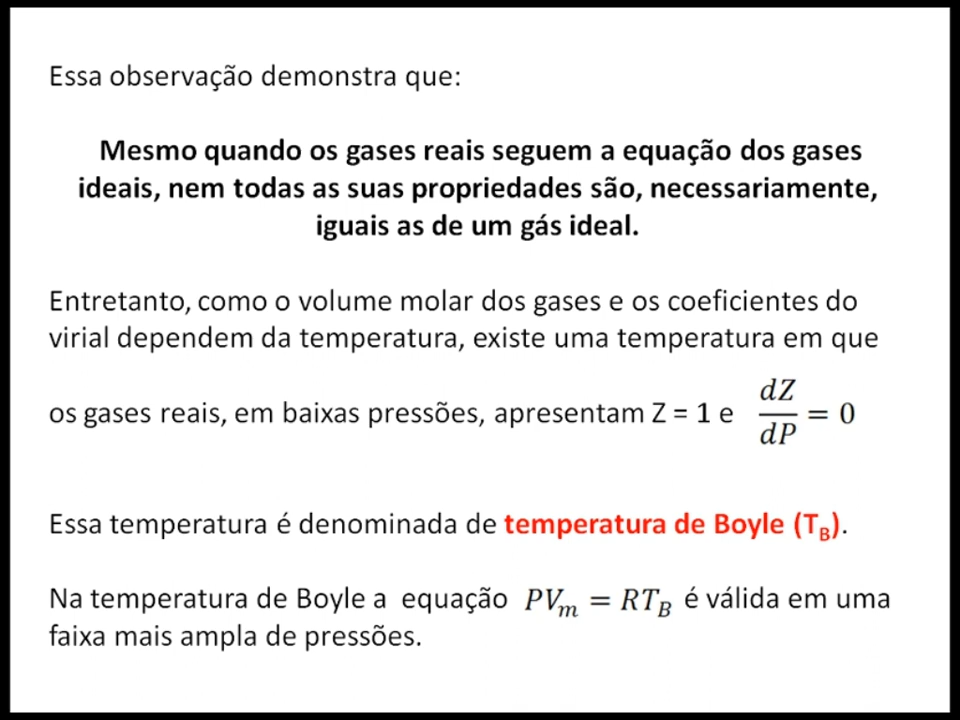 Essa observação demonstra que:
Mesmo quando os gases reais seguem a equação dos gases
ideais, nem todas as suas propriedades são, necessariamente,
iguais as de um gás ideal.
Entretanto, como o volume molar dos gases e os coeficientes do
virial dependem da temperatura, existe uma temperatura em que
os gases reais, em baixas pressões, apresentam Z = 1 e dZ/dP = 0
Essa temperatura é denominada de temperatura de Boyle (T_B).
Na temperatura de Boyle a equação PV_m = RT_B é válida em uma
faixa mais ampla de pressões.